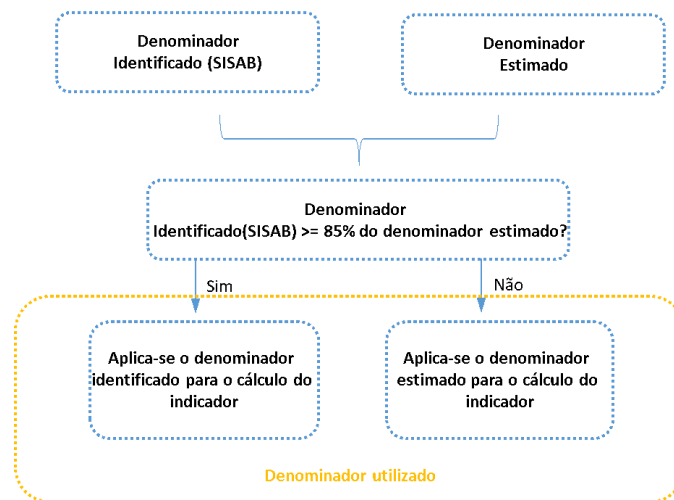 Denominador
Identificado (SISAB)
Denominador
Estimado
Denominador
Identificado(SISAB) >= 85% do denominador estimado?
Sim
Não
Aplica-se o denominador
identificado para o cálculo do
indicador
Aplica-se o denominador
estimado para o cálculo do
indicador
Denominador utilizado